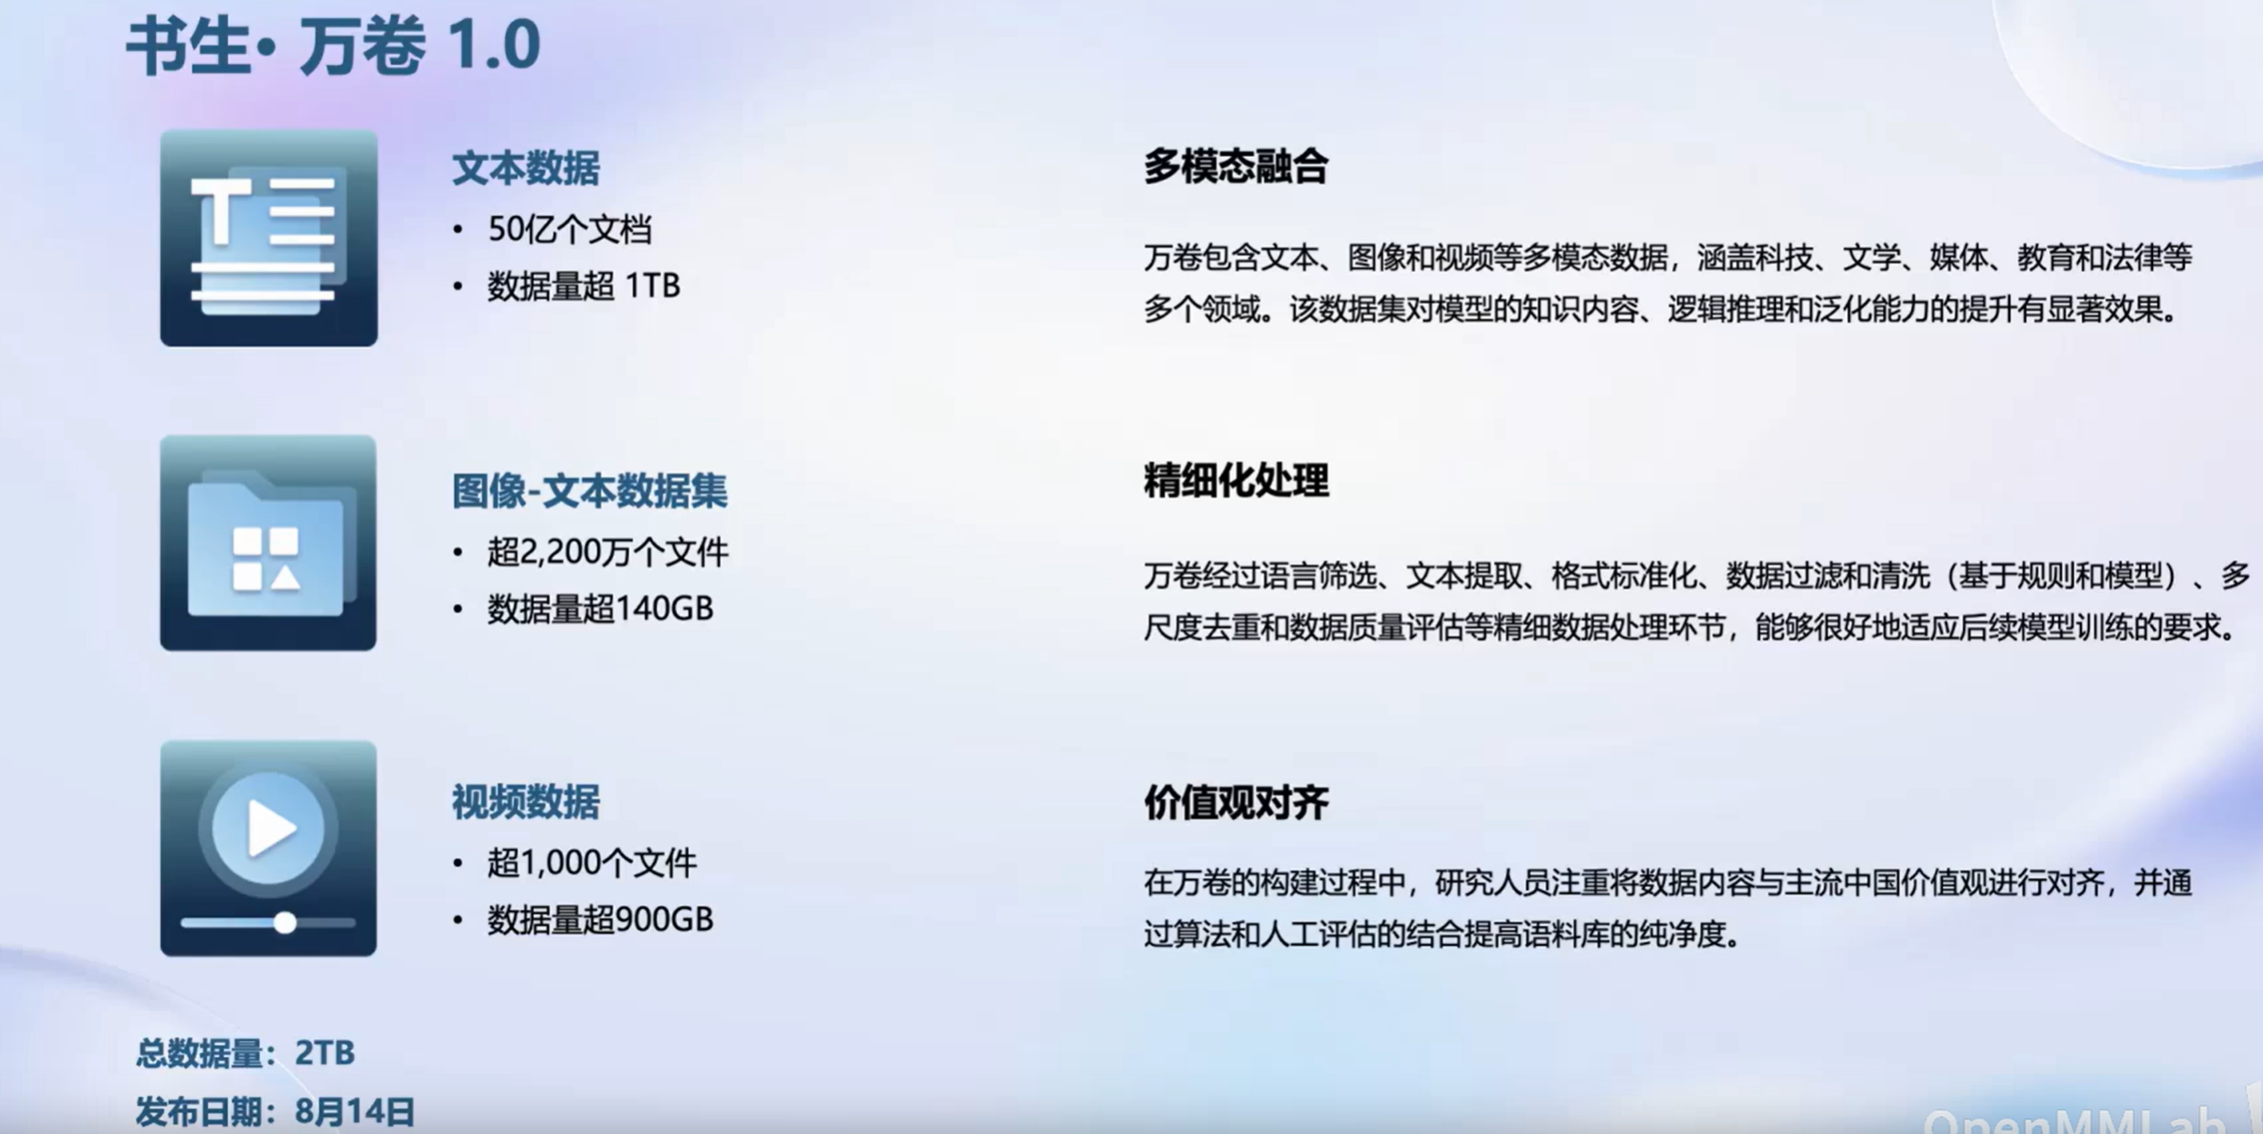 书生·万卷 1.0
文本数据
• 50亿个文档
• 数据量超 1TB
多模态融合
万卷包含文本、图像和视频等多模态数据，涵盖科技、文学、媒体、教育和法律等
多个领域。该数据集对模型的知识内容、逻辑推理和泛化能力的提升有显著效果。
图像-文本数据集
• 超2,200万个文件
• 数据量超140GB
精细化处理
万卷经过语言筛选、文本提取、格式标准化、数据过滤和清洗（基于规则和模型）、多
尺度去重和数据质量评估等精细数据处理环节，能够很好地适应后续模型训练的要求。
视频数据
• 超1,000个文件
• 数据量超900GB
价值观对齐
在万卷的构建过程中，研究人员注重将数据内容与主流中国价值观进行对齐，并通
过算法和人工评估的结合提高语料库的纯净度。
总数据量：2TB
发布日期：8月14日
OpenMMLab